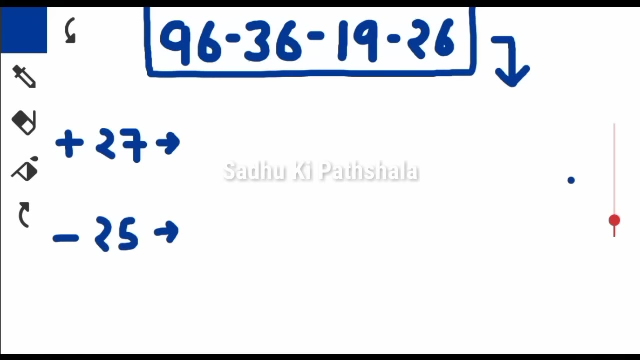 96-36-19-26
+ 27 →
Sadhu Ki Pathshala
- 25 →